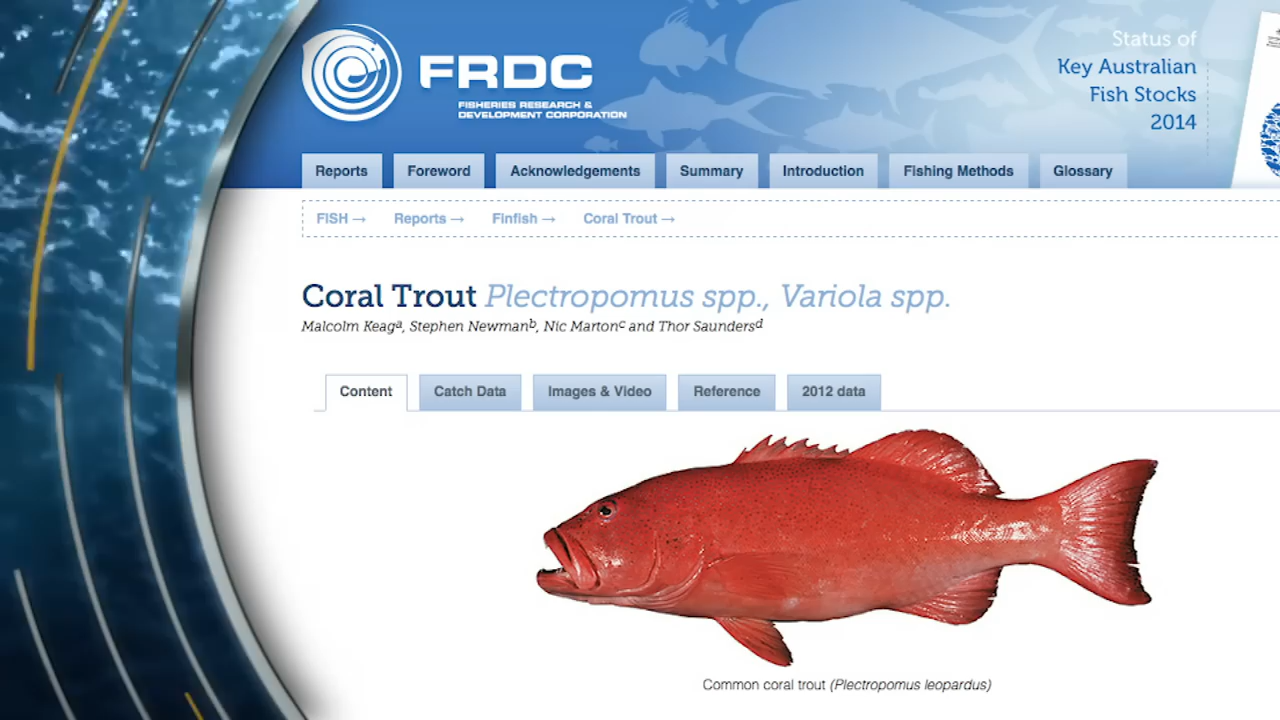 FRDC
FISHERIES RESEARCH &
DEVELOPMENT CORPORATION
Status of
Key Australian
Fish Stocks
2014
Reports Foreword Acknowledgements Summary Introduction Fishing Methods Glossary
FISH → Reports → Finfish → Coral Trout →
Coral Trout Plectropomus spp., Variola spp.
Malcolm Keagª, Stephen Newmanᵇ, Nic Martonᶜ and Thor Saundersᵈ
Content Catch Data Images & Video Reference 2012 data
Common coral trout (Plectropomus leopardus)